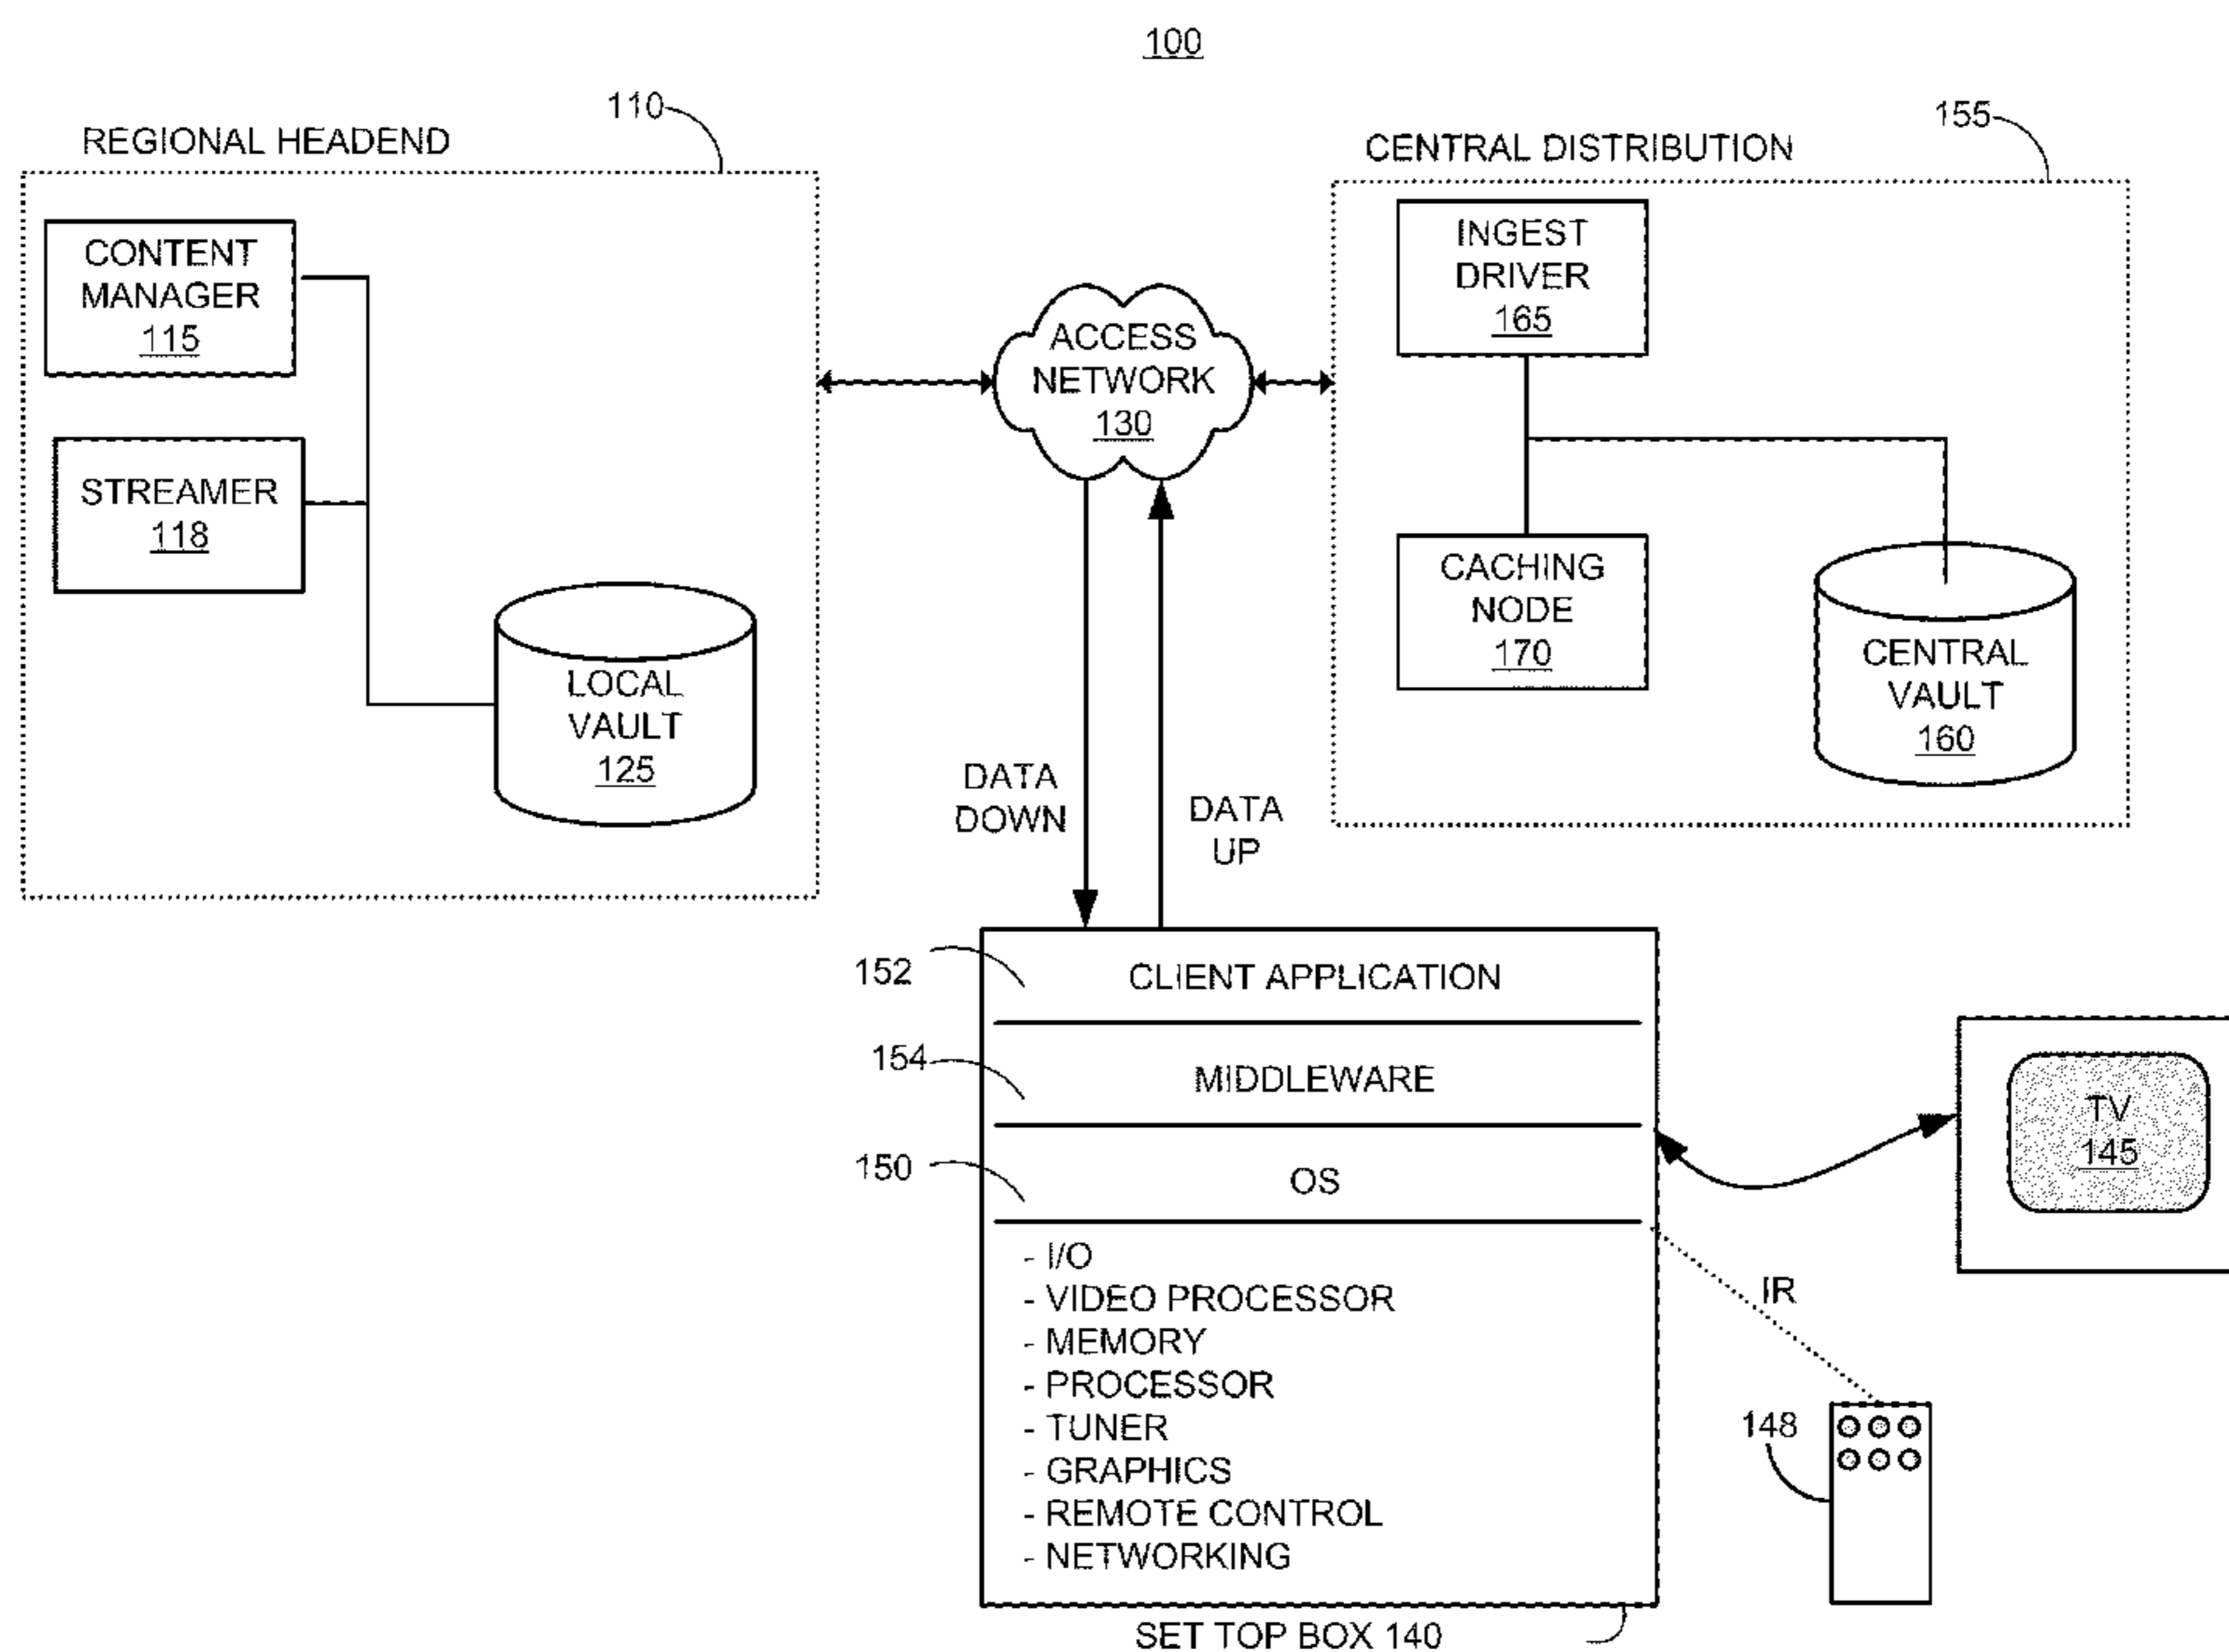 100
110
REGIONAL HEADEND
CONTENT
MANAGER
115
STREAMER
118
LOCAL
VAULT
125
ACCESS
NETWORK
130
155
CENTRAL DISTRIBUTION
INGEST
DRIVER
165
CACHING
NODE
170
CENTRAL
VAULT
160
DATA
DOWN
DATA
UP
152
CLIENT APPLICATION
154
MIDDLEWARE
150
OS
- I/O
- VIDEO PROCESSOR
- MEMORY
- PROCESSOR
- TUNER
- GRAPHICS
- REMOTE CONTROL
- NETWORKING
SET TOP BOX 140
TV
145
IR
148